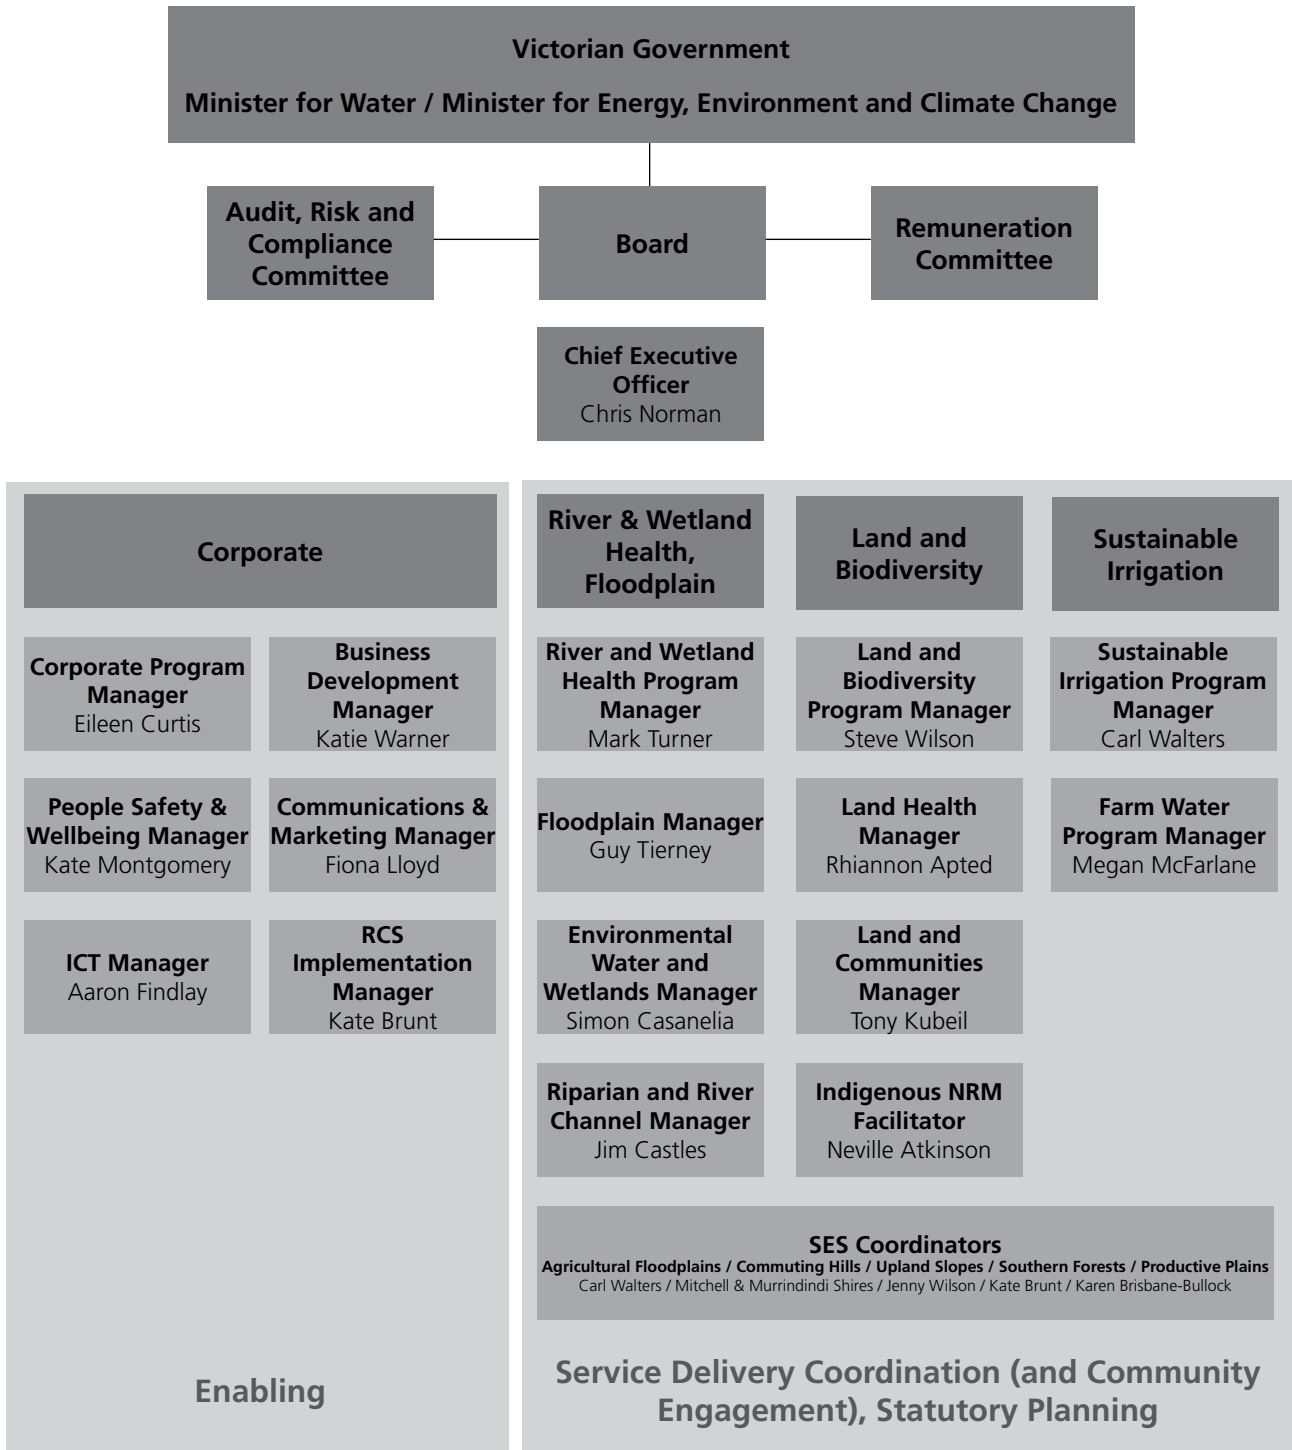 Victorian Government
Minister for Water / Minister for Energy, Environment and Climate Change
Audit, Risk and
Compliance
Committee
Board
Remuneration
Committee
Chief Executive
Officer
Chris Norman
Corporate
Corporate Program
Manager
Eileen Curtis
Business
Development
Manager
Katie Warner
People Safety &
Wellbeing Manager
Kate Montgomery
Communications &
Marketing Manager
Fiona Lloyd
ICT Manager
Aaron Findlay
RCS
Implementation
Manager
Kate Brunt
Enabling
River & Wetland
Health,
Floodplain
Land and
Biodiversity
Sustainable
Irrigation
River and Wetland
Health Program
Manager
Mark Turner
Land and
Biodiversity
Program Manager
Steve Wilson
Sustainable
Irrigation Program
Manager
Carl Walters
Floodplain Manager
Guy Tierney
Land Health
Manager
Rhiannon Apted
Farm Water
Program Manager
Megan McFarlane
Environmental
Water and
Wetlands Manager
Simon Casanelia
Land and
Communities
Manager
Tony Kubeil
Riparian and River
Channel Manager
Jim Castles
Indigenous NRM
Facilitator
Neville Atkinson
SES Coordinators
Agricultural Floodplains / Commuting Hills / Upland Slopes / Southern Forests / Productive Plains
Carl Walters / Mitchell & Murrindindi Shires / Jenny Wilson / Kate Brunt / Karen Brisbane-Bullock
Service Delivery Coordination (and Community
Engagement), Statutory Planning